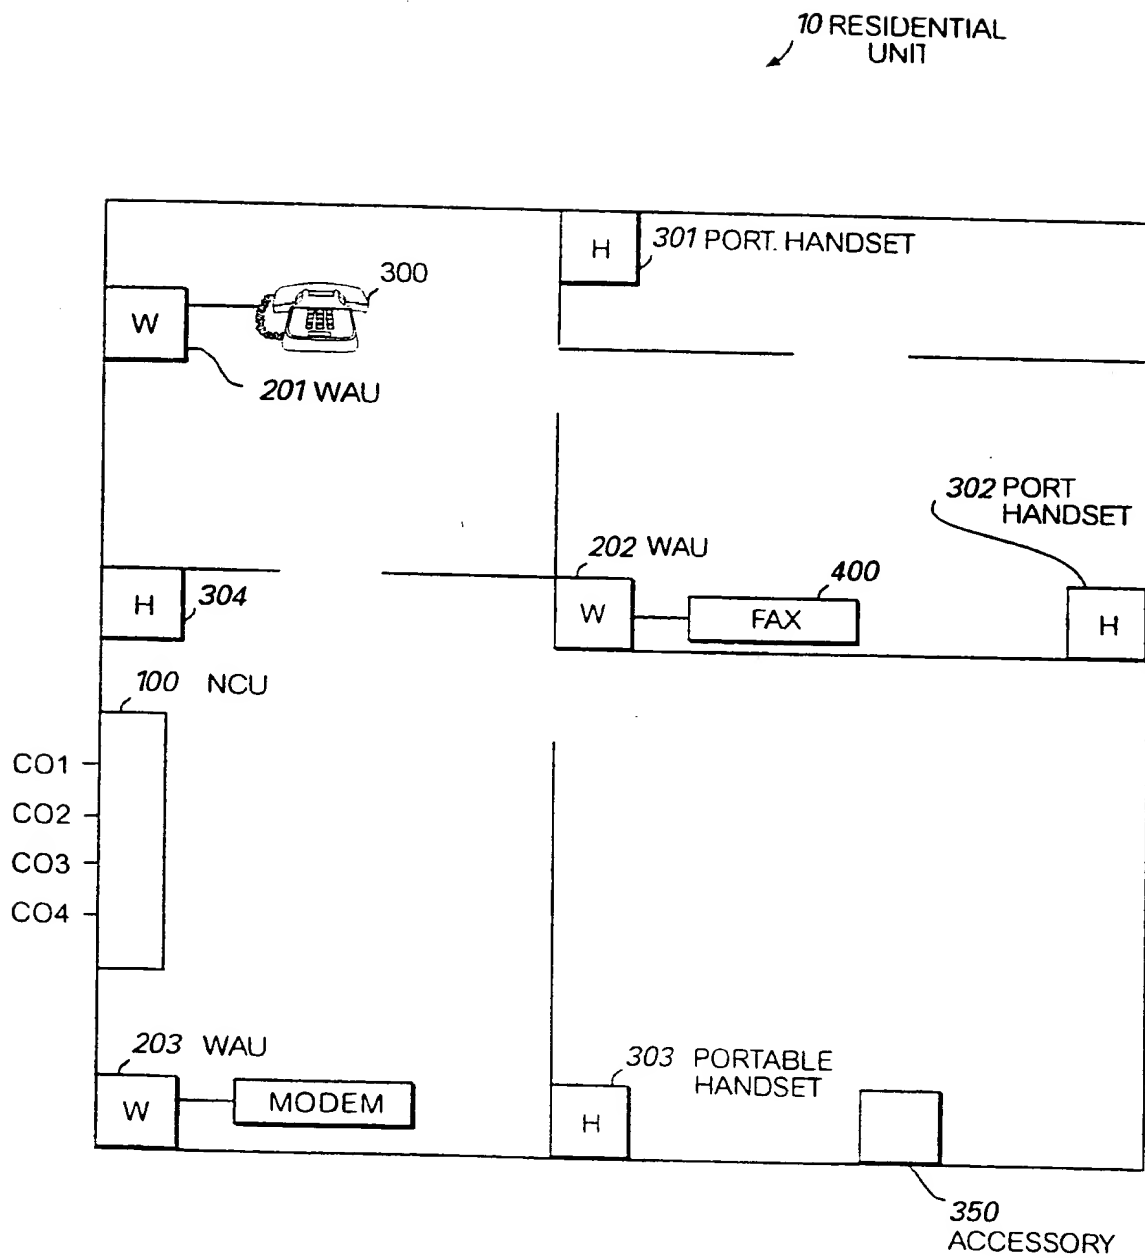 10 RESIDENTIAL
UNIT
H
301 PORT. HANDSET
300
W
201 WAU
302 PORT
HANDSET
202 WAU
400
H
304
W
FAX
H
100 NCU
CO1
CO2
CO3
CO4
203 WAU
303 PORTABLE
HANDSET
W
MODEM
H
350
ACCESSORY